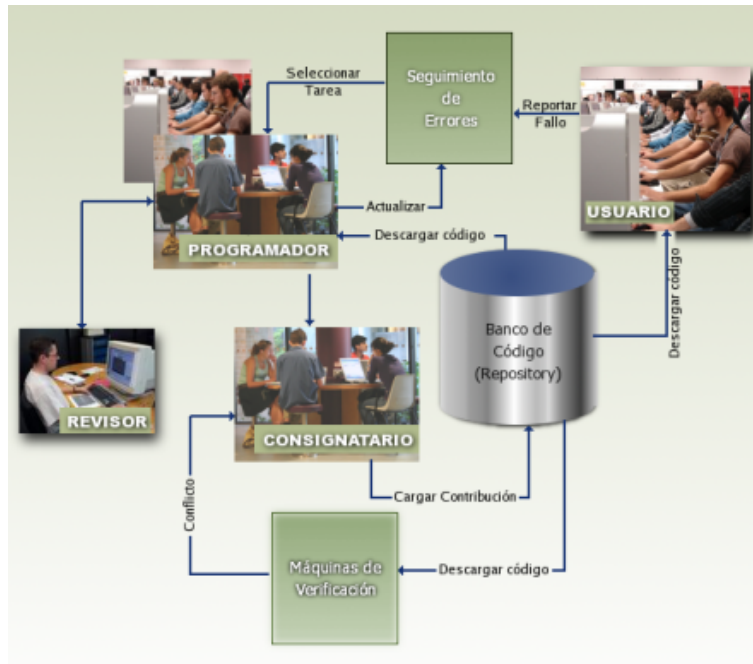 Seleccionar
Tarea
Seguimiento
de
Errores
Reportar
Fallo
USUARIO
Actualizar
PROGRAMADOR
Descargar código
Descargar código
Banco de
Código
(Repository)
REVISOR
CONSIGNATARIO
Conflicto
Cargar Contribución
Máquinas de
Verificación
Descargar código